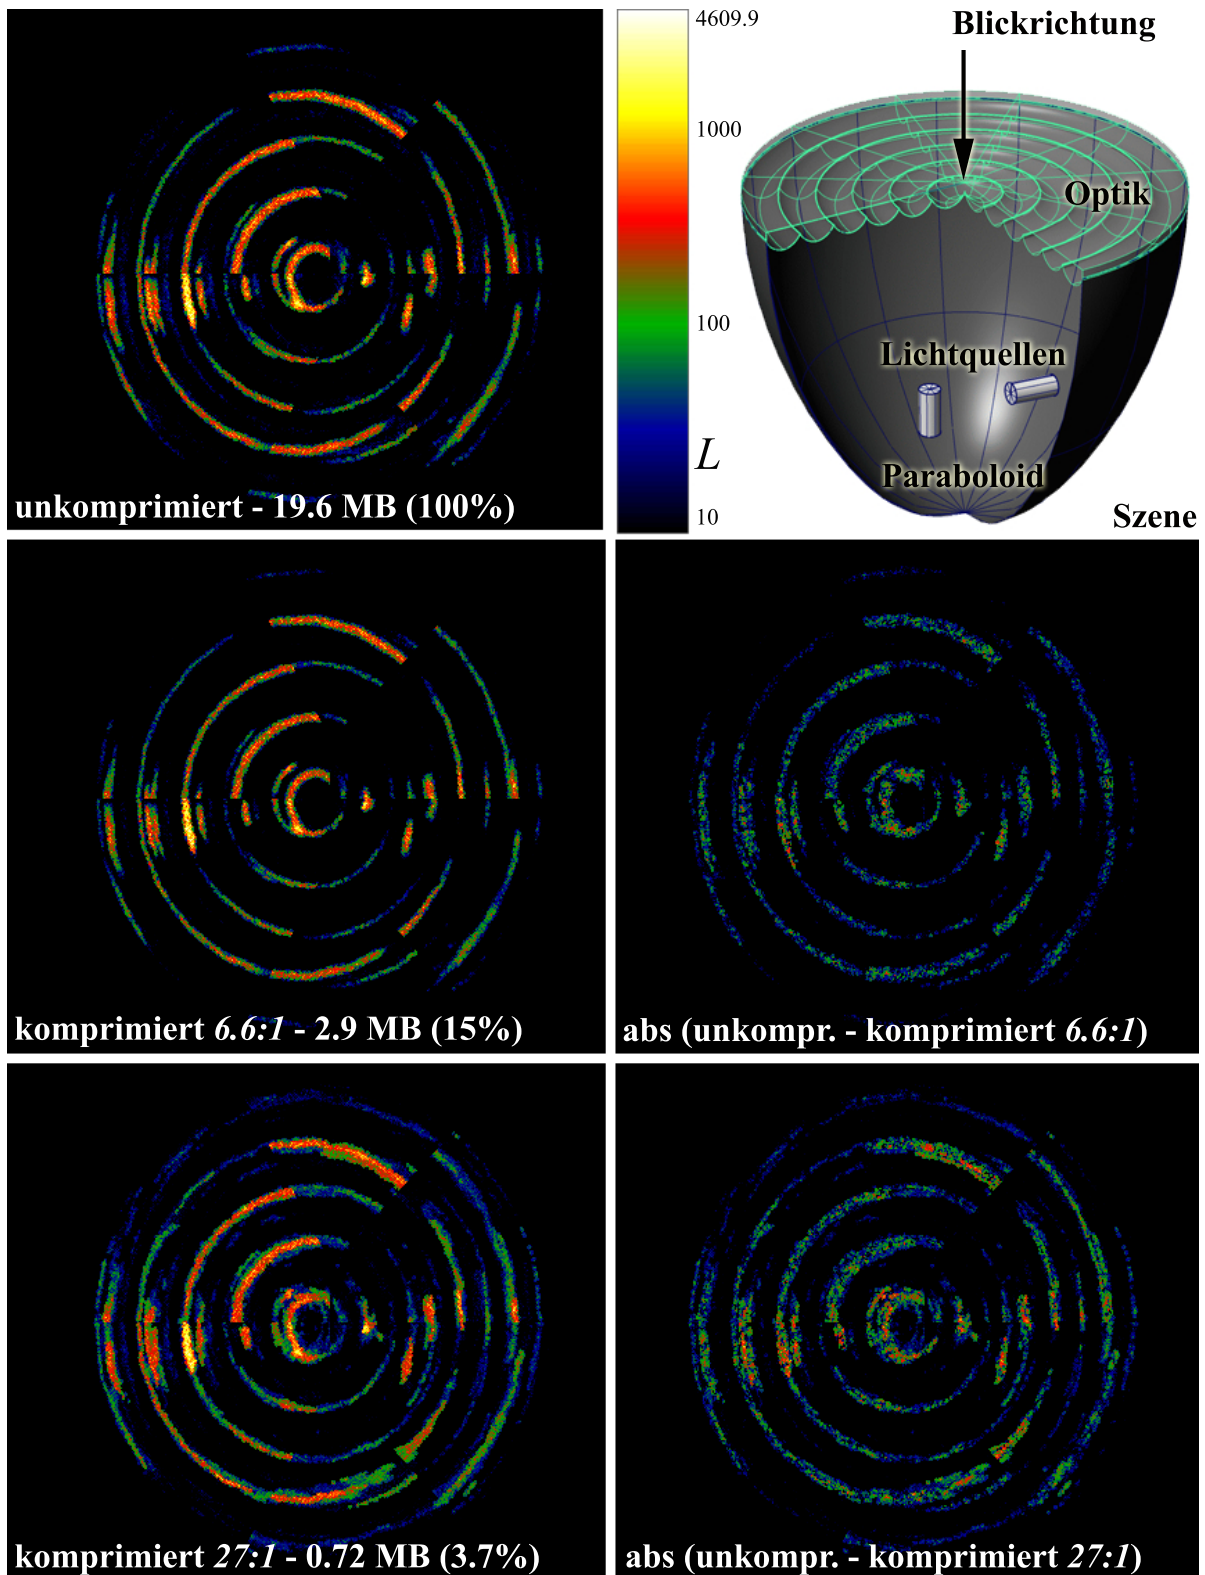 unkomprimiert - 19.6 MB (100%)
4609.9
1000
100
L
10
Blickrichtung
Optik
Lichtquellen
Paraboloid
Szene
komprimiert 6.6:1 - 2.9 MB (15%)
abs (unkompr. - komprimiert 6.6:1)
komprimiert 27:1 - 0.72 MB (3.7%)
abs (unkompr. - komprimiert 27:1)